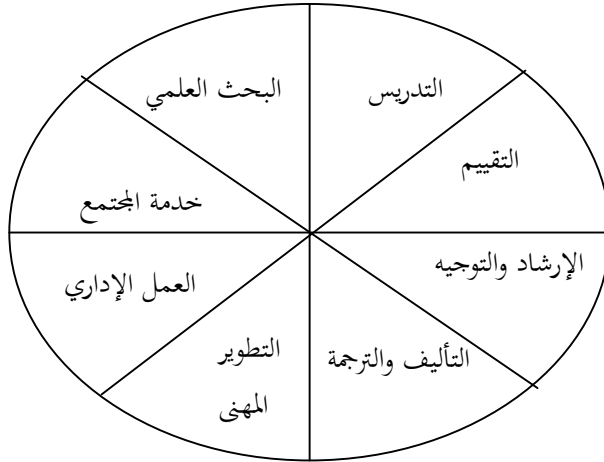 التدريس
البحث العلمي
التقييم
خدمة المجتمع
الإرشاد والتوجيه
العمل الإداري
التأليف والترجمة
التطوير
المهنى